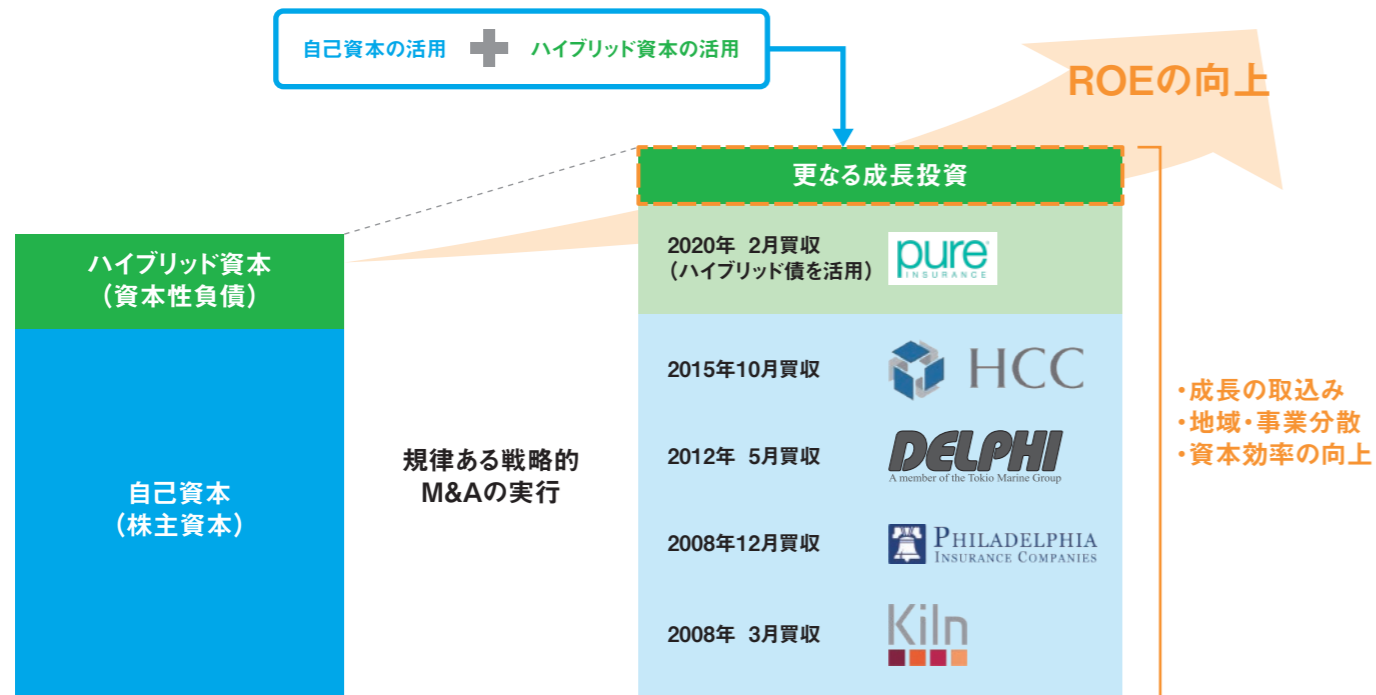 自己資本の活用 ハイブリッド資本の活用
ROEの向上
更なる成長投資
ハイブリッド資本
(資本性負債)
自己資本
(株主資本)
規律ある戦略的
M&Aの実行
2020年 2月買収
(ハイブリッド債を活用)
pure
INSURANCE
2015年10月買収
HCC
2012年 5月買収
DELPHI
A member of the Tokio Marine Group
2008年12月買収
PHILADELPHIA
INSURANCE COMPANIES
2008年 3月買収
Kiln
・成長の取込み
・地域・事業分散
・資本効率の向上